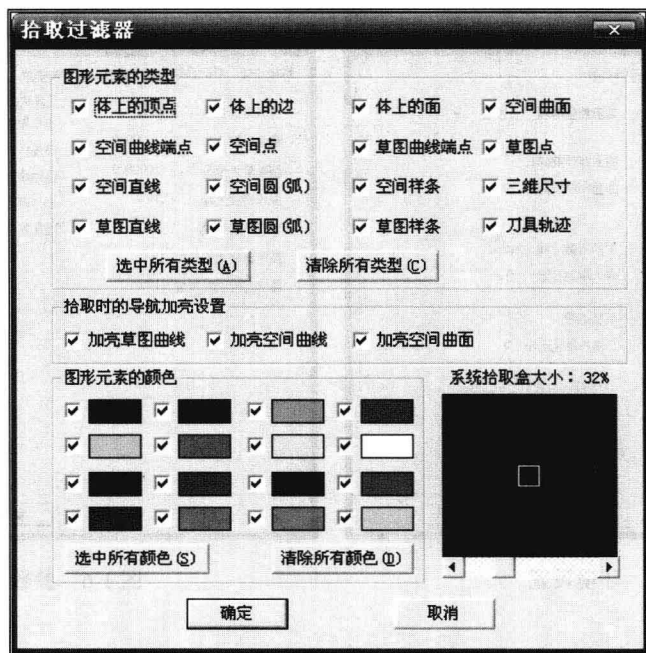 拾取过滤器
图形元素的类型
体上的顶点 体上的边 体上的面 空间曲面
空间曲线端点 空间点 草图曲线端点 草图点
空间直线 空间圆(弧) 空间样条 三维尺寸
草图直线 草图圆(弧) 草图样条 刀具轨迹
选中所有类型(A) 清除所有类型(C)
拾取时的导航加亮设置
加亮草图曲线 加亮空间曲线 加亮空间曲面
图形元素的颜色 系统拾取盒大小：32%
选中所有颜色(S) 清除所有颜色(D)
确定 取消